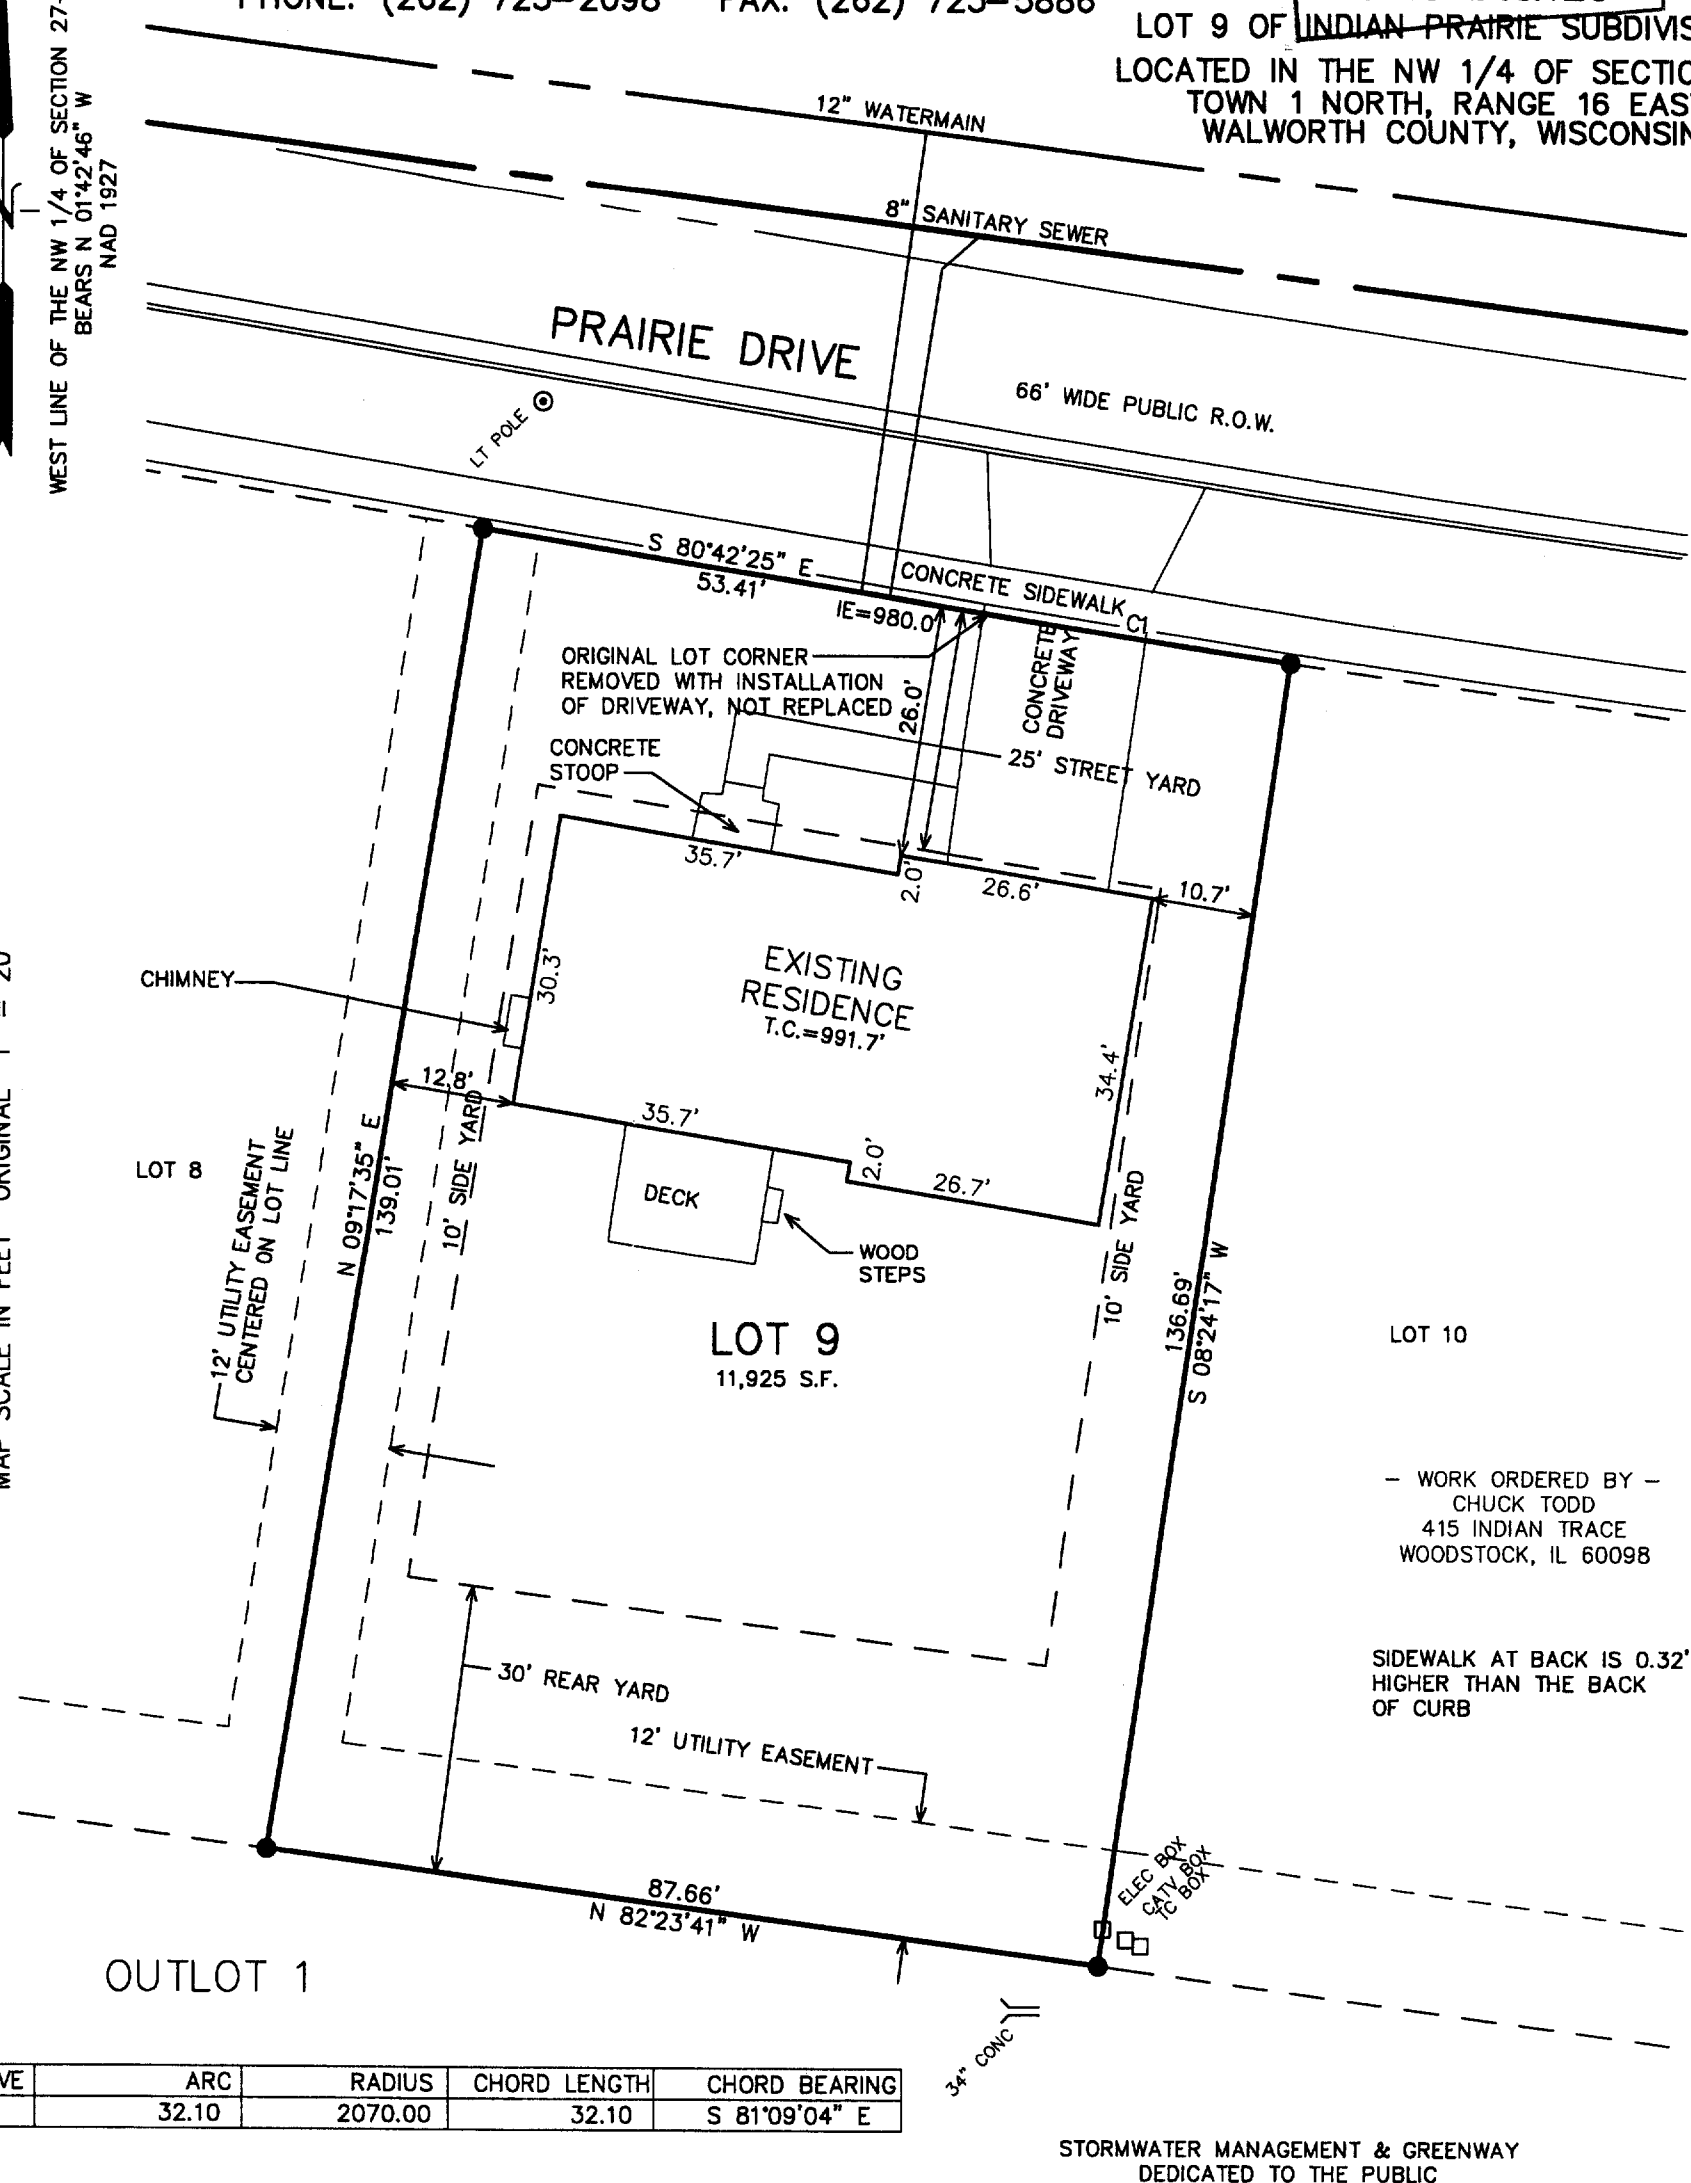 PHONE: (262) 723-2098 FAX: (262) 723-5886
LOT 9 OF INDIAN PRAIRIE
LOCATED IN THE NW 1/4 OF
TOWN 1 NORTH, RANGE 16
WALWORTH COUNTY, WISCONSIN
WEST LINE OF THE NW 1/4 OF SECTION 27-
BEARS N 01°42'46" W
NAD 1927
12" WATERMAIN
8" SANITARY SEWER
PRAIRIE DRIVE
66' WIDE PUBLIC R.O.W.
LT POLE
S 80°42'25" E
53.41'
CONCRETE SIDEWALK
C1
IE=980.0'
ORIGINAL LOT CORNER
REMOVED WITH INSTALLATION
OF DRIVEWAY, NOT REPLACED
26.0'
CONCRETE
DRIVEWAY
CONCRETE
STOOP
25' STREET YARD
35.7'
2.0'
26.6'
10.7'
EXISTING
RESIDENCE
T.C.=991.7'
30.3'
CHIMNEY
34.4'
12.8'
35.7'
2.0'
26.7'
DECK
WOOD
STEPS
LOT 8
12' UTILITY EASEMENT
CENTERED ON LOT LINE
N 09°17'35" E
139.01'
10' SIDE YARD
10' SIDE YARD
136.69'
S 08°24'17" W
LOT 9
11,925 S.F.
LOT 10
MAP SCALE IN FEET ORIGINAL 1" = 20'
- WORK ORDERED BY -
CHUCK TODD
415 INDIAN TRACE
WOODSTOCK, IL 60098
SIDEWALK AT BACK IS 0.32'
HIGHER THAN THE BACK
OF CURB
30' REAR YARD
12' UTILITY EASEMENT
ELEC BOX
CATV BOX
TC BOX
87.66'
N 82°23'41" W
OUTLOT 1
34" CONC
VE ARC RADIUS CHORD LENGTH CHORD BEARING
32.10 2070.00 32.10 S 81°09'04" E
STORMWATER MANAGEMENT & GREENWAY
DEDICATED TO THE PUBLIC